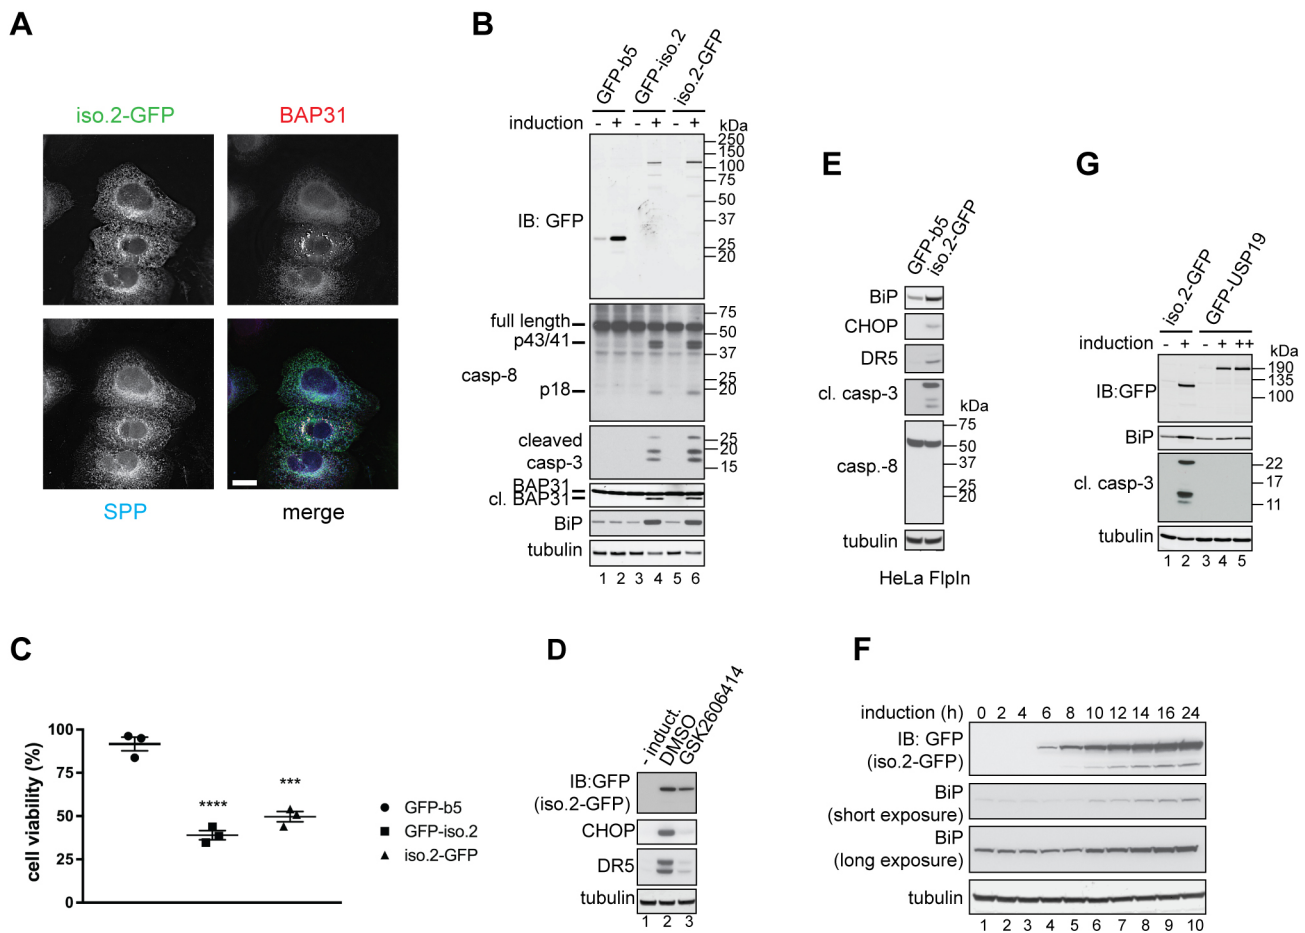 A
iso.2-GFP
BAP31
SPP
merge
B
GFP-b5
GFP-iso.2
iso.2-GFP
induction - + - + - + kDa
IB: GFP
250
150
100
75
50
37
25
20
full length
p43/41
casp-8
p18
75
50
37
25
20
cleaved
casp-3
25
20
15
BAP31
cl. BAP31
BiP
tubulin
1 2 3 4 5 6
C
cell viability (%)
100
75
50
25
0
****
***
GFP-b5
GFP-iso.2
iso.2-GFP
D
- induct.
DMSO
GSK2606414
IB:GFP
(iso.2-GFP)
CHOP
DR5
tubulin
1 2 3
E
GFP-b5
iso.2-GFP
BiP
CHOP
DR5
cl. casp-3
kDa
casp.-8
75
50
37
25
20
tubulin
HeLa FlpIn
F
induction (h) 0 2 4 6 8 10 12 14 16 24
IB: GFP
(iso.2-GFP)
BiP
(short exposure)
BiP
(long exposure)
tubulin
1 2 3 4 5 6 7 8 9 10
G
iso.2-GFP
GFP-USP19
induction - + - + ++
kDa
IB:GFP
190
135
100
BiP
cl. casp-3
22
17
11
tubulin
1 2 3 4 5